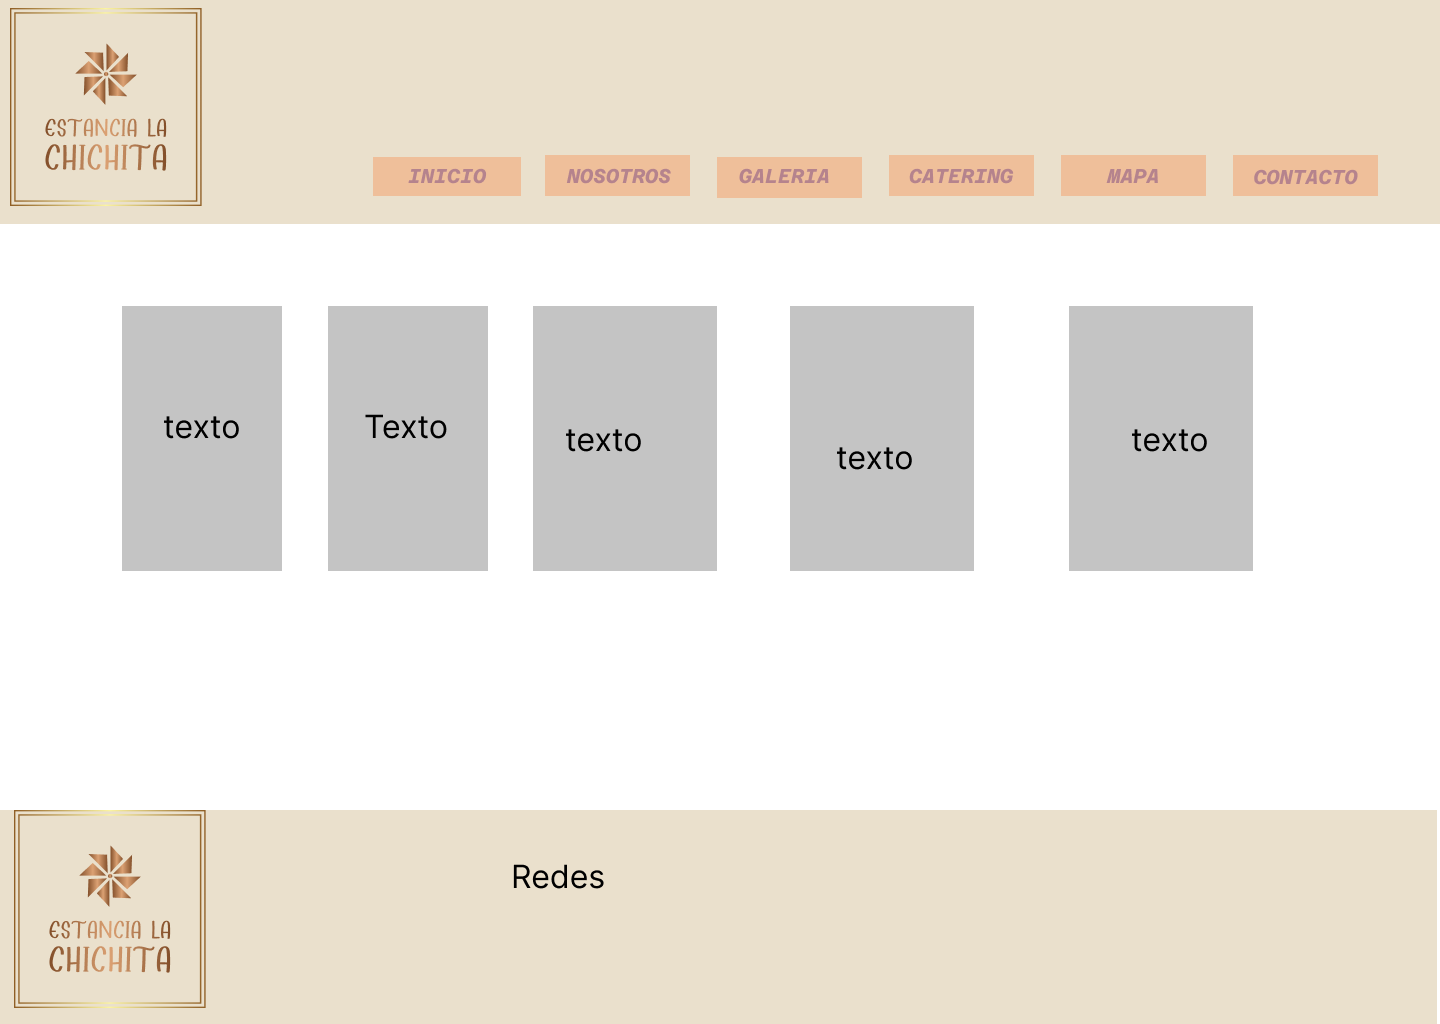 ESTANCIA LA
CHICHITA
INICIO
NOSOTROS
GALERIA
CATERING
MAPA
CONTACTO
texto
Texto
texto
texto
texto
ESTANCIA LA
CHICHITA
Redes